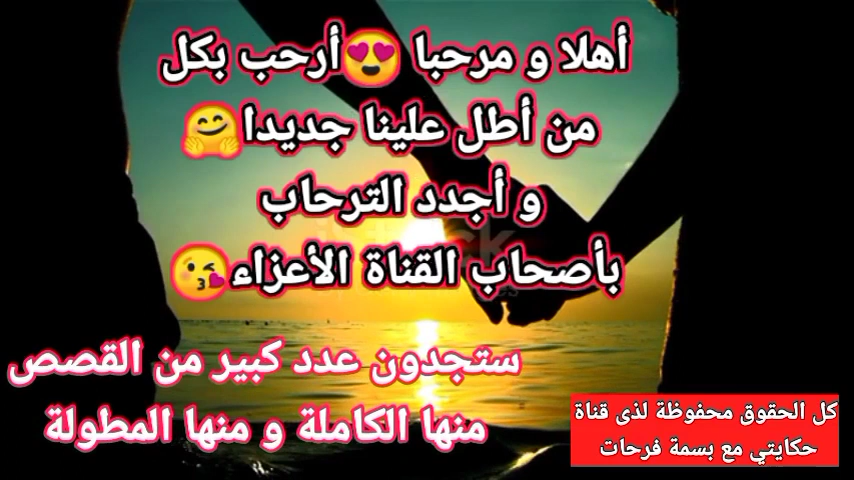 أهلا و مرحبا 😍أرحب بكل
من أطل علينا جديدا🤗
و أجدد الترحاب
بأصحاب القناة الأعزاء😘
ستجدون عدد كبير من القصص
منها الكاملة و منها المطولة
كل الحقوق محفوظة لذى قناة
حكايتي مع بسمة فرحات